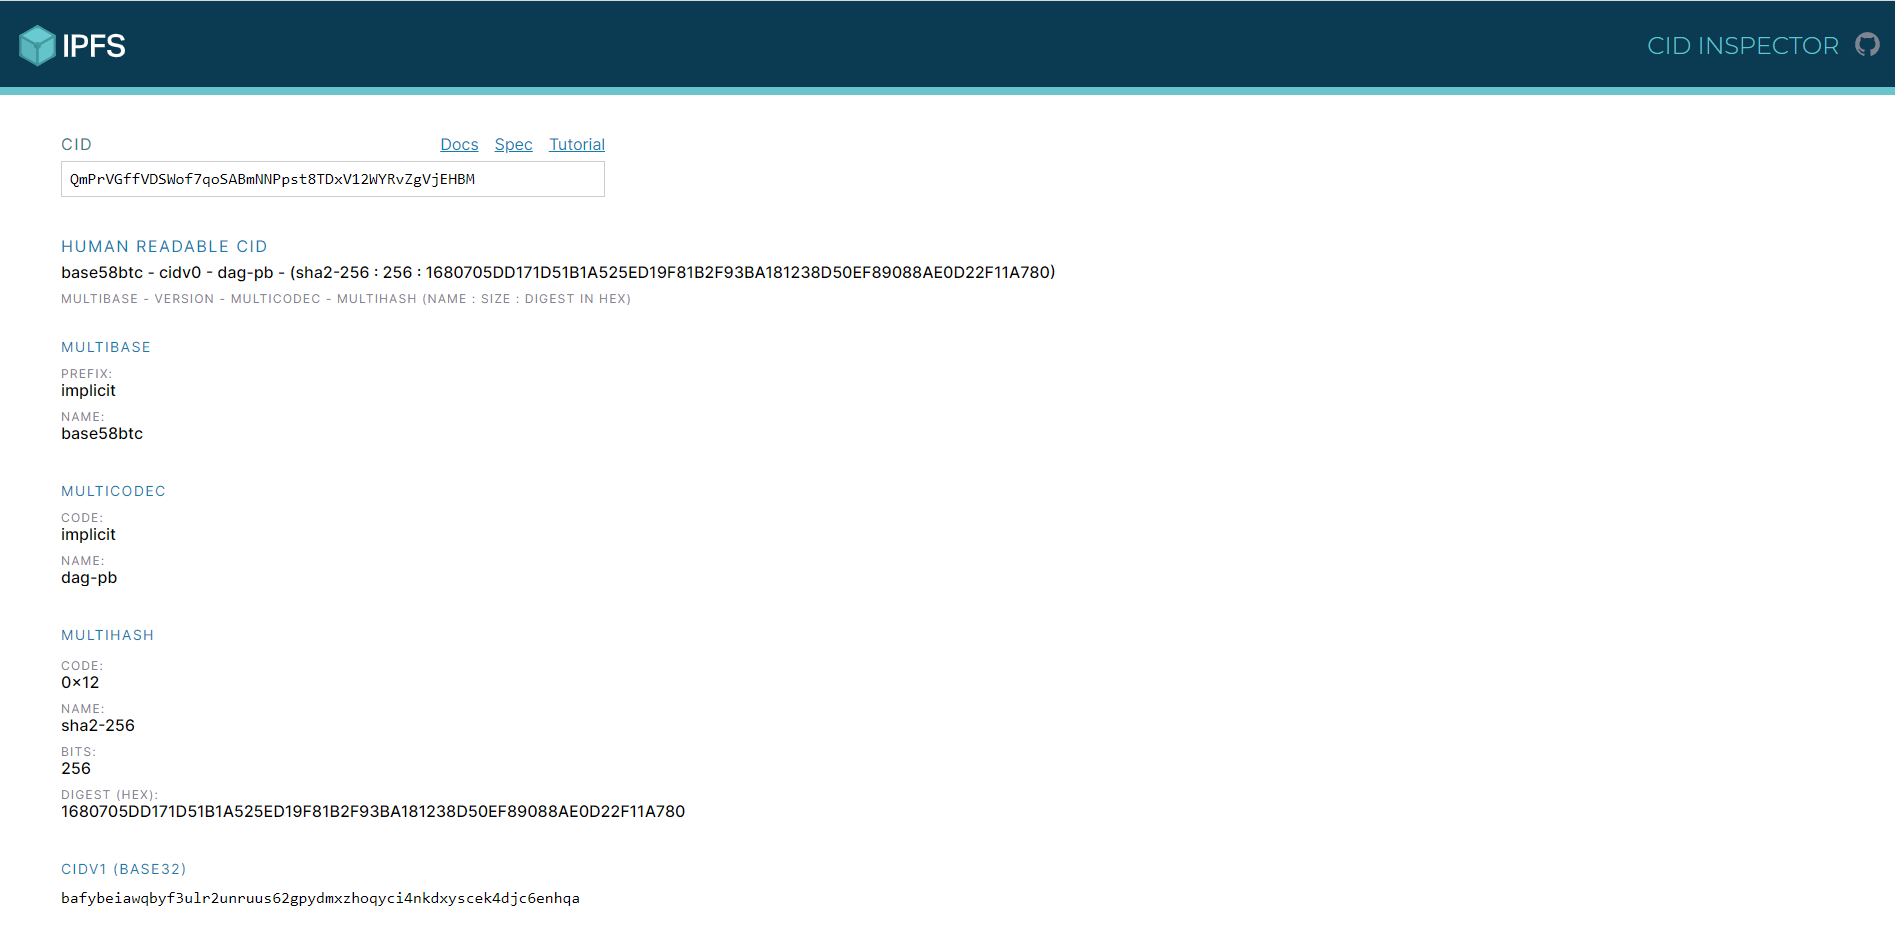 IPFS
CID INSPECTOR
CID Docs Spec Tutorial
QmPrVGffVDSWof7qoSABmNNPpst8TDxV12WYRvZgVjEHBM
HUMAN READABLE CID
base58btc - cidv0 - dag-pb - (sha2-256 : 256 : 1680705DD171D51B1A525ED19F81B2F93BA181238D50EF89088AE0D22F11A780)
MULTIBASE - VERSION - MULTICODEC - MULTIHASH (NAME : SIZE : DIGEST IN HEX)
MULTIBASE
PREFIX:
implicit
NAME:
base58btc
MULTICODEC
CODE:
implicit
NAME:
dag-pb
MULTIHASH
CODE:
0×12
NAME:
sha2-256
BITS:
256
DIGEST (HEX):
1680705DD171D51B1A525ED19F81B2F93BA181238D50EF89088AE0D22F11A780
CIDV1 (BASE32)
bafybeiawqbyf3ulr2unruus62gpydmxzhoqyci4nkdxyscek4djc6enhqa